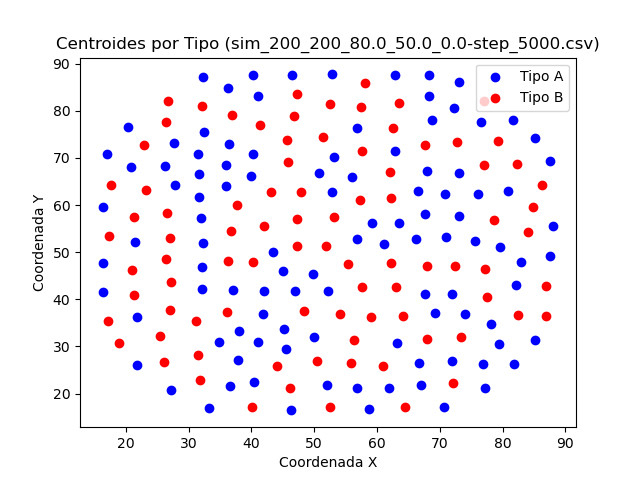 Centroides por Tipo (sim_200_200_80.0_50.0_0.0-step_5000.csv)
Tipo A
Tipo B
90
80
70
60
50
40
30
20
Coordenada Y
20 30 40 50 60 70 80 90
Coordenada X